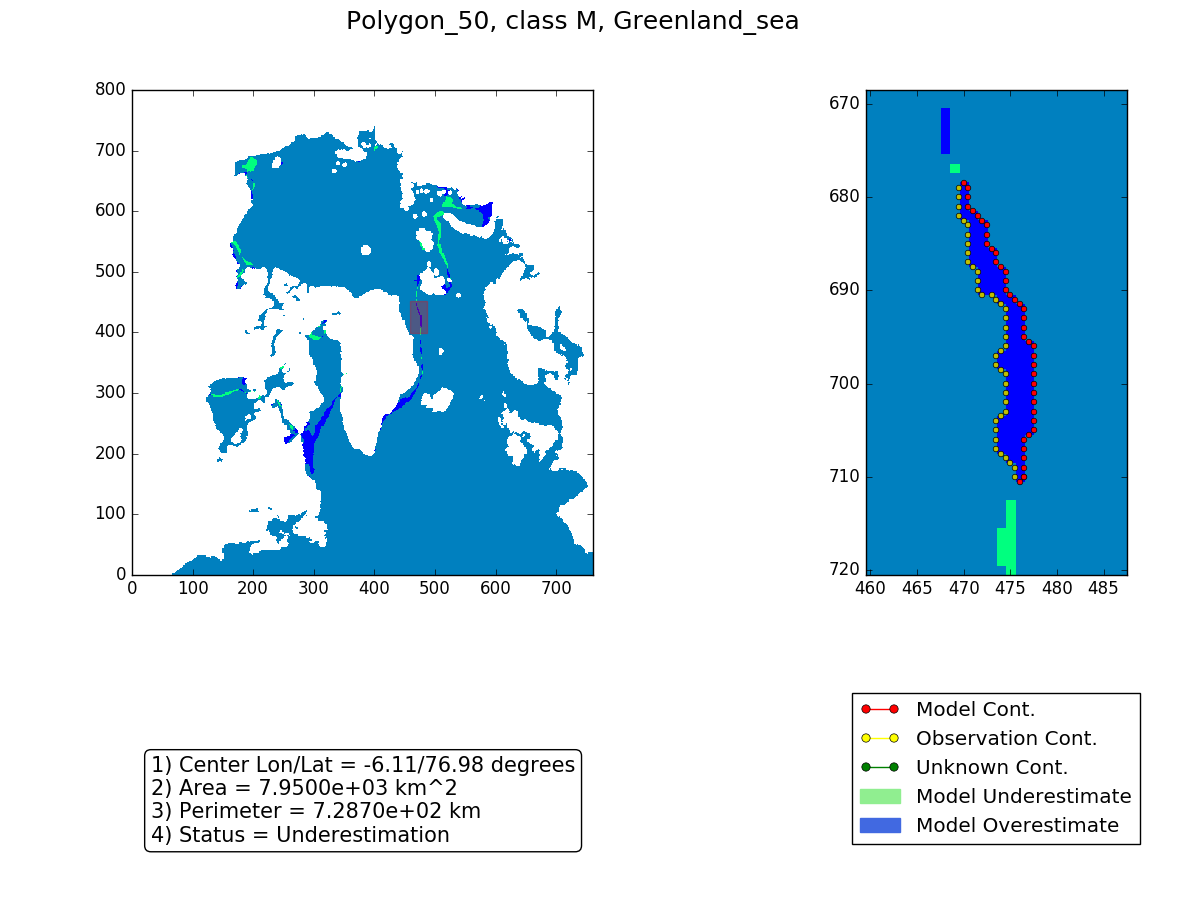 Polygon_50, class M, Greenland_sea
800
700
600
500
400
300
200
100
0
0 100 200 300 400 500 600 700
670
680
690
700
710
720
460 465 470 475 480 485
1) Center Lon/Lat = -6.11/76.98 degrees
2) Area = 7.9500e+03 km^2
3) Perimeter = 7.2870e+02 km
4) Status = Underestimation
Model Cont.
Observation Cont.
Unknown Cont.
Model Underestimate
Model Overestimate